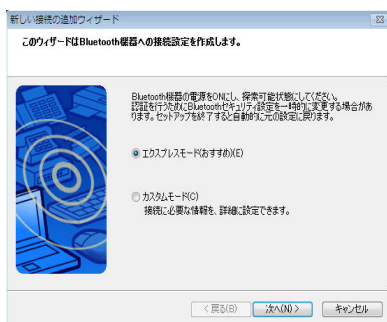 新しい接続の追加ウィザード
このウィザードはBluetooth機器への接続設定を作成します。
Bluetooth機器の電源をONにし、探索可能状態にしてください。
認証を行うためにBluetoothセキュリティ設定を一時的に変更する場合があ
ります。セットアップを終了すると自動的に元の設定に戻ります。
エクスプレスモード(おすすめ)(E)
カスタムモード(C)
接続に必要な情報を、詳細に設定できます。
< 戻る(B)
次へ(N) >
キャンセル